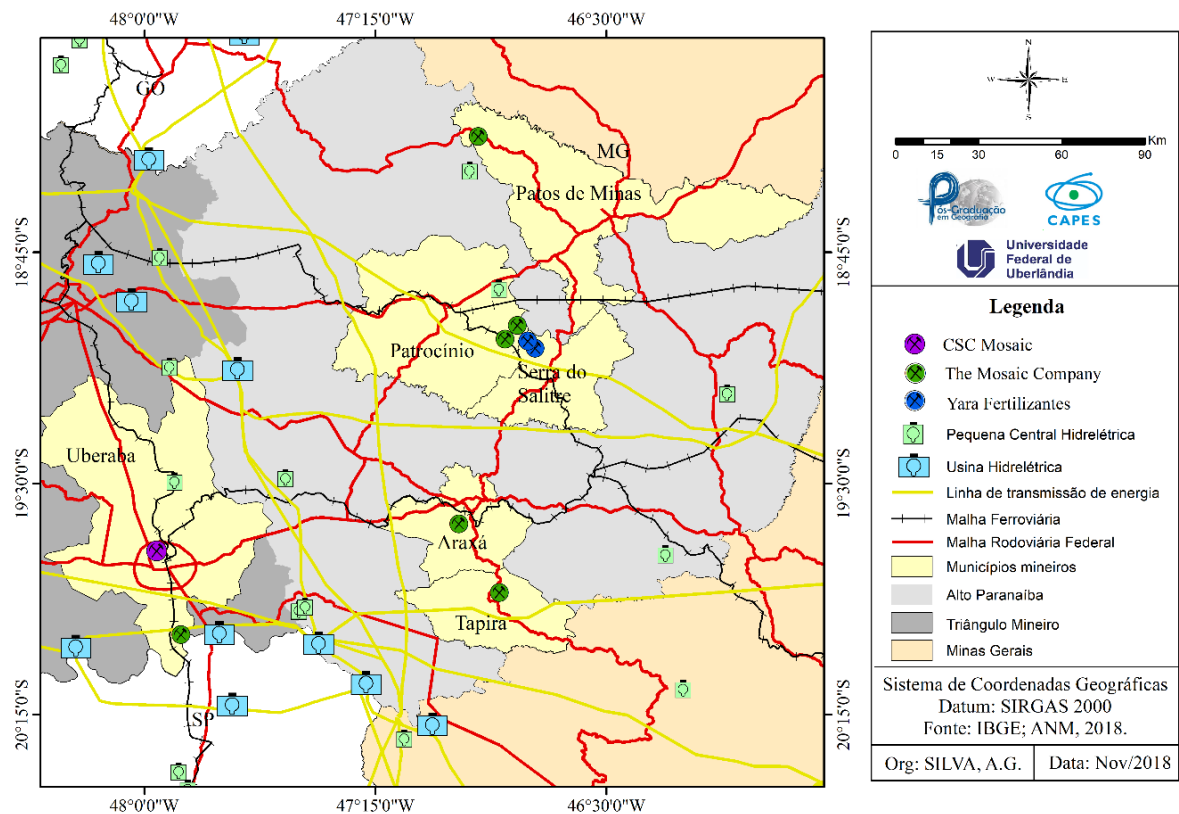 48°0'0"W
47°15'0"W
46°30'0"W
18°45'0"S
19°30'0"S
20°15'0"S
GO
MG
Patos de Minas
Patrocínio
Serra do
Salitre
Uberaba
Araxá
Tapira
SP
18°45'0"S
19°30'0"S
20°15'0"S
48°0'0"W
47°15'0"W
46°30'0"W
N
W
S
Km
0 15 30 60 90
Pós-Graduação
em Geografia
CAPES
Universidade
Federal de
Uberlândia
Legenda
CSC Mosaic
The Mosaic Company
Yara Fertilizantes
Pequena Central Hidrelétrica
Usina Hidrelétrica
Linha de transmissão de energia
Malha Ferroviária
Malha Rodoviária Federal
Municípios mineiros
Alto Paranaíba
Triângulo Mineiro
Minas Gerais
Sistema de Coordenadas Geográficas
Datum: SIRGAS 2000
Fonte: IBGE; ANM, 2018.
Org: SILVA, A.G.
Data: Nov/2018